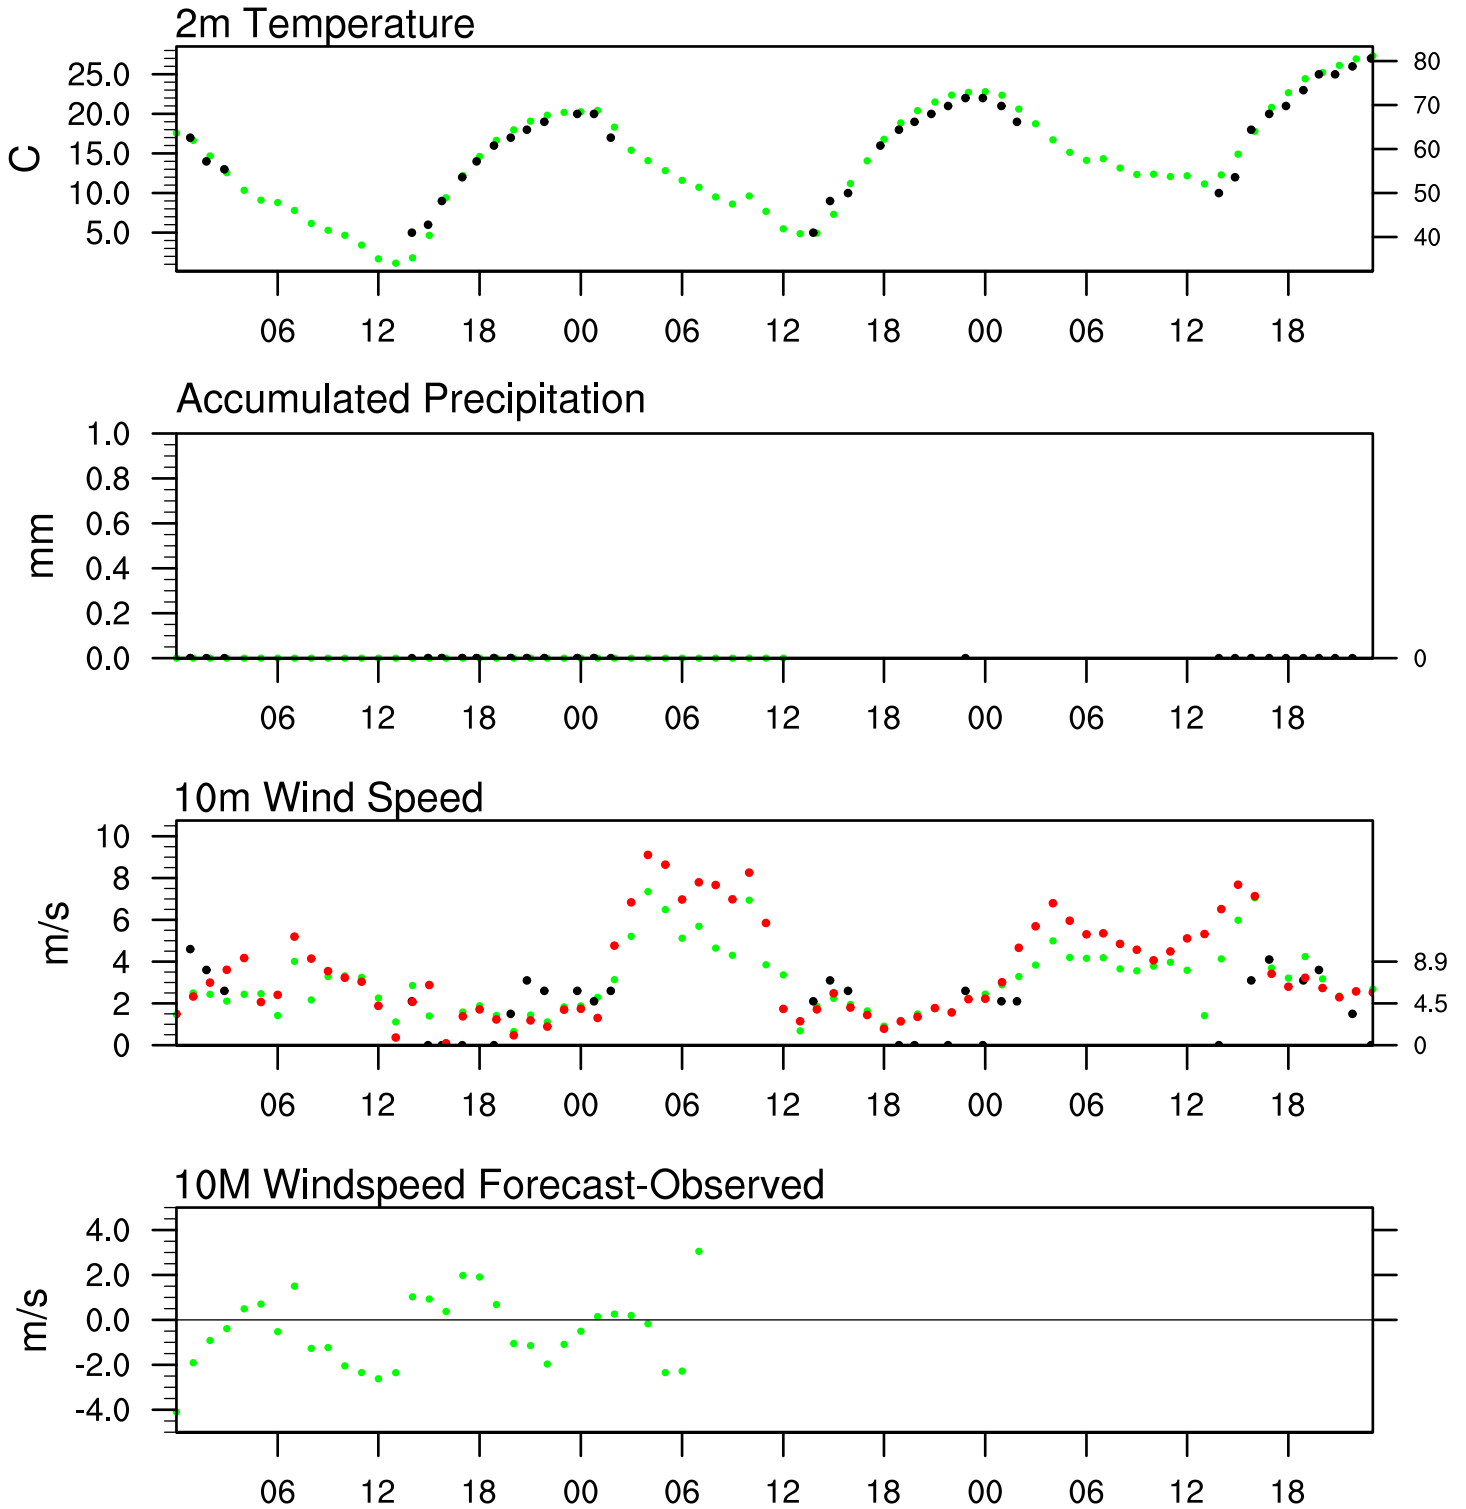 2m Temperature
25.0
20.0
15.0
10.0
5.0
C
80
70
60
50
40
06 12 18 00 06 12 18 00 06 12 18
Accumulated Precipitation
1.0
0.8
0.6
0.4
0.2
0.0
mm
0
06 12 18 00 06 12 18 00 06 12 18
10m Wind Speed
10
8
6
4
2
0
m/s
8.9
4.5
0
06 12 18 00 06 12 18 00 06 12 18
10M Windspeed Forecast-Observed
4.0
2.0
0.0
-2.0
-4.0
m/s
06 12 18 00 06 12 18 00 06 12 18